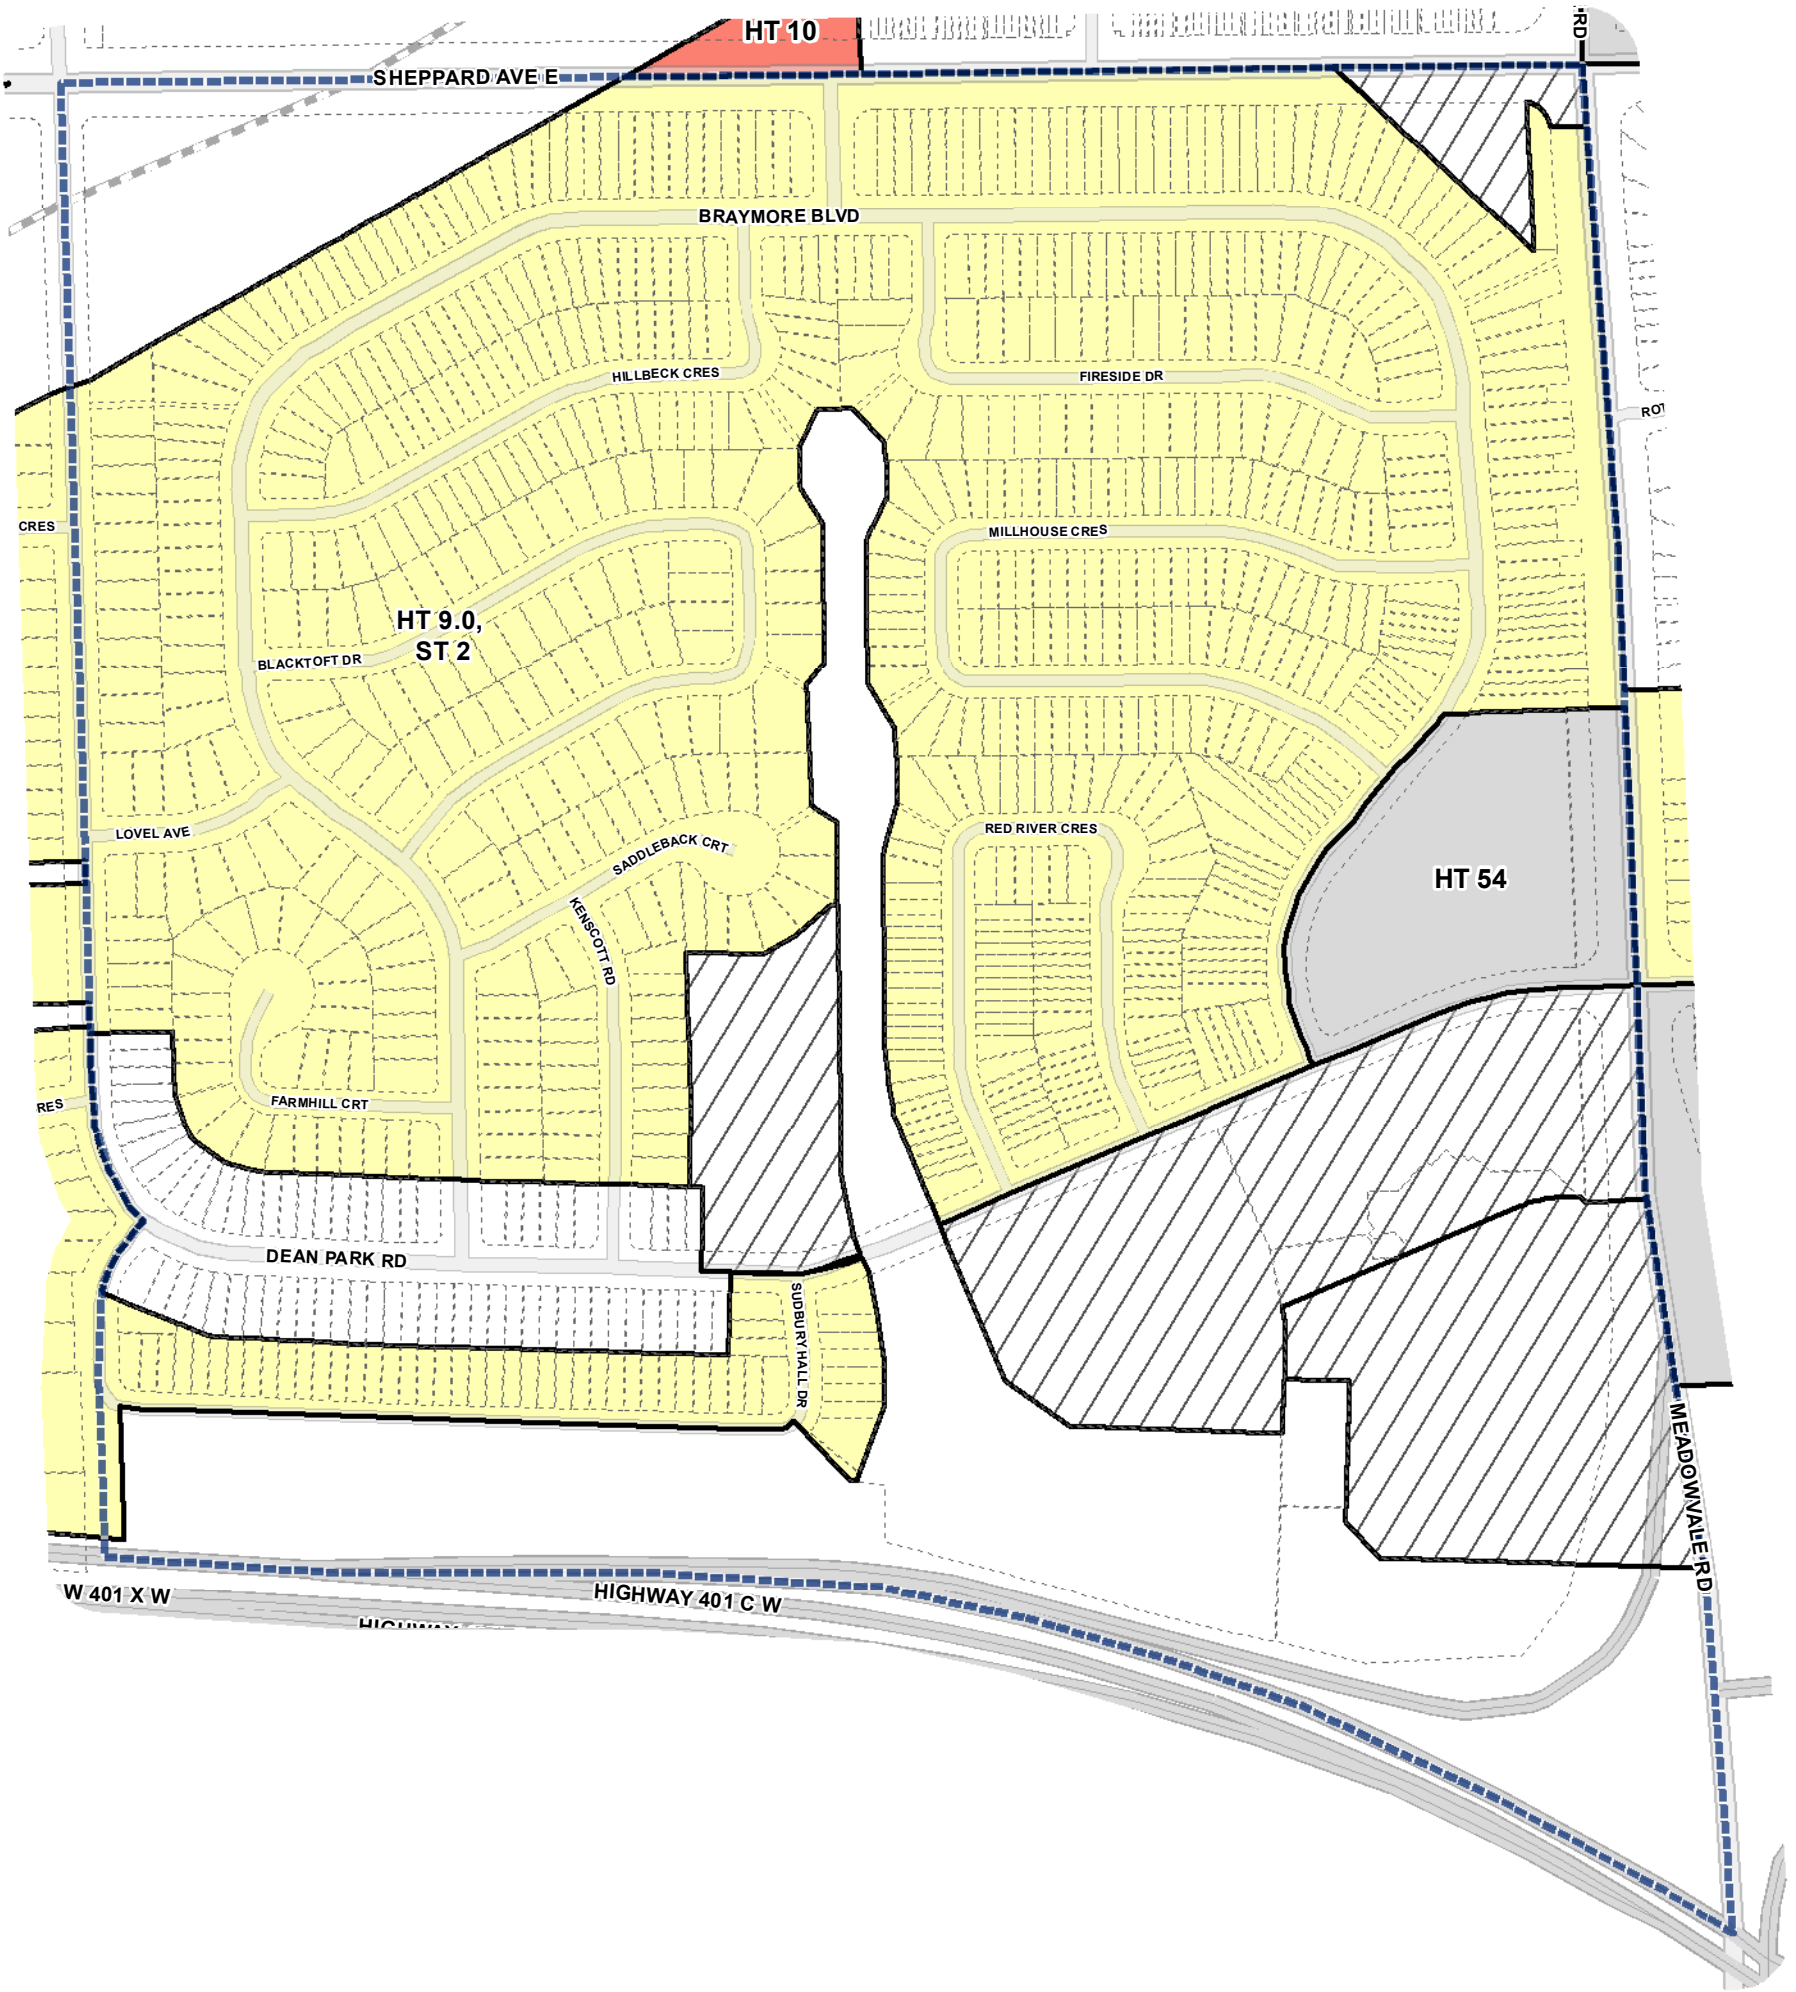 HT 10
RD
SHEPPARD AVE E
BRAYMORE BLVD
HILLBECK CRES
FIRESIDE DR
CRES
MILLHOUSE CRES
HT 9.0,
ST 2
BLACKTOFT DR
LOVEL AVE
SADDLEBACK CRT
RED RIVER CRES
HT 54
KENSCOTT RD
FARMHILL CRT
RES
DEAN PARK RD
SUDBURY HALL DR
MEADOWVALE RD
W 401 X W
HIGHWAY 401 C W